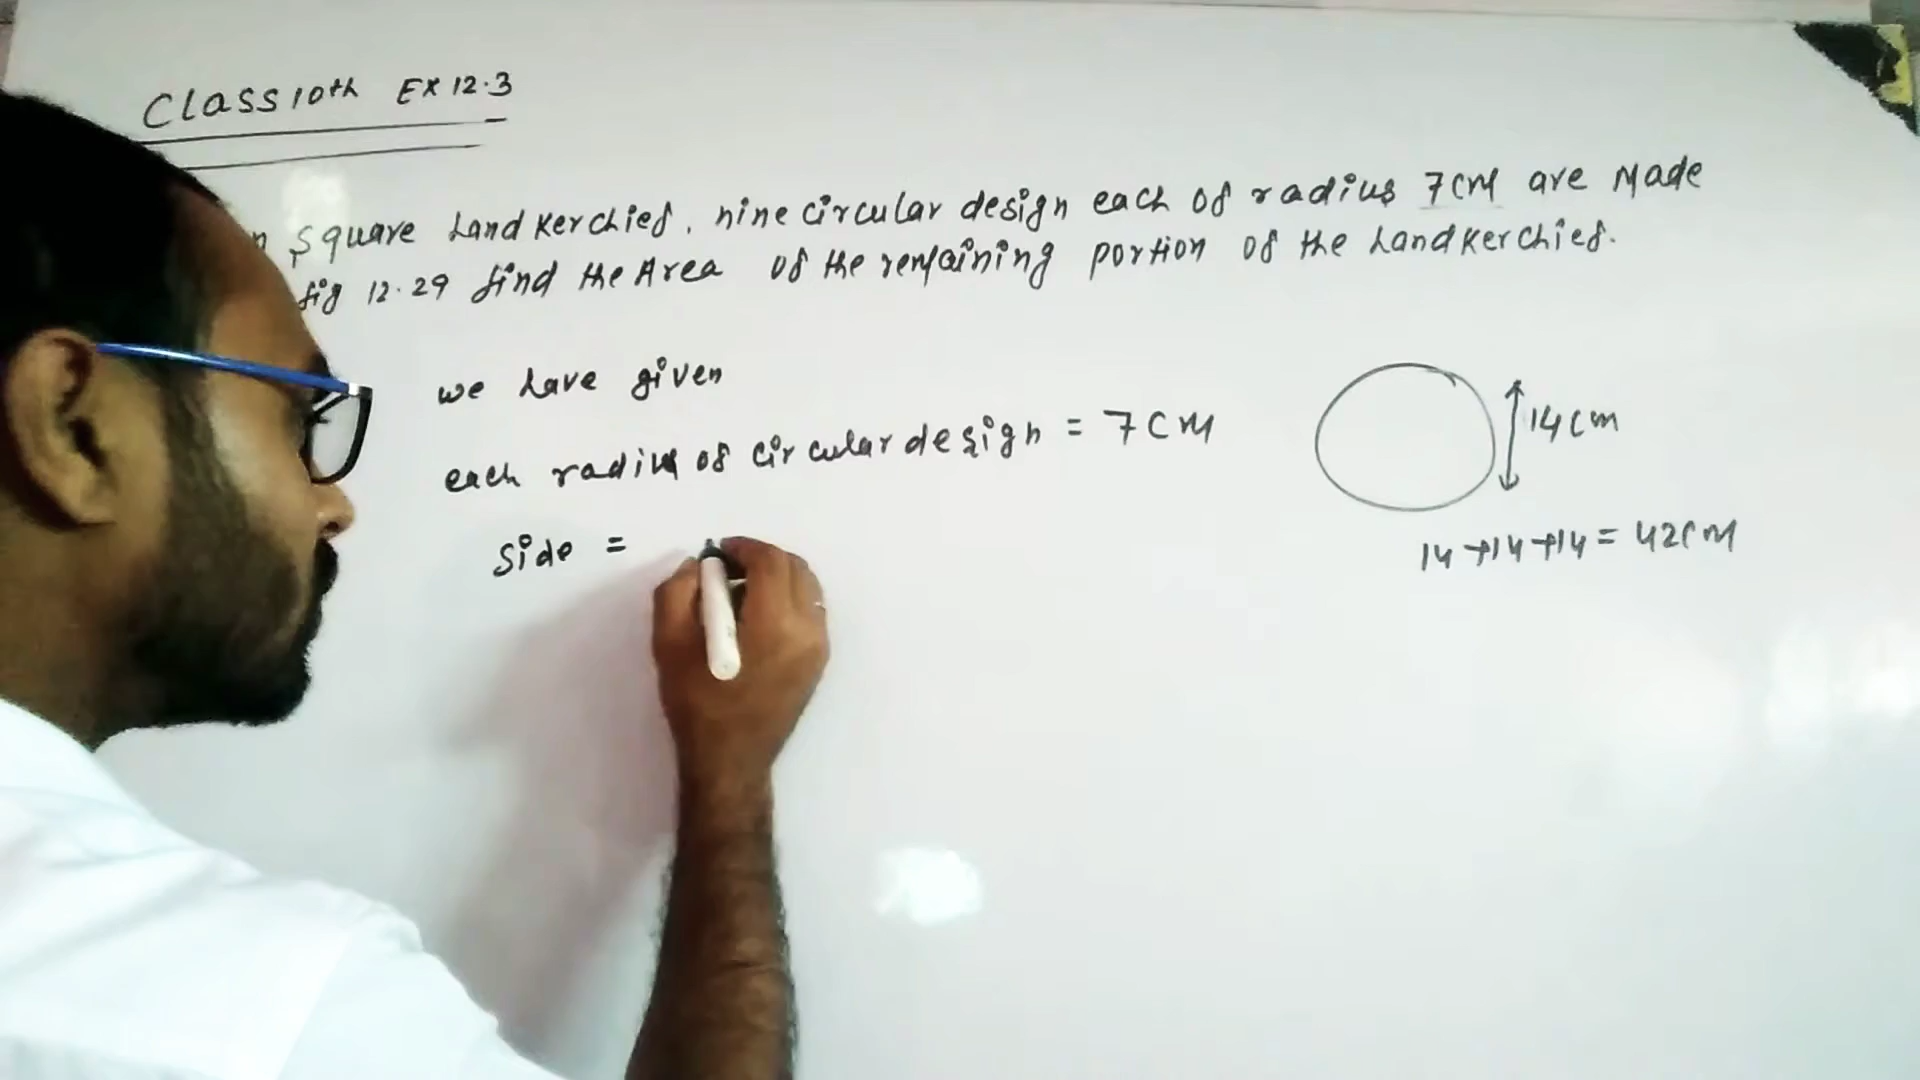 Class 10th Ex 12.3
n square handkerchief, nine circular design each of radius 7cm are Made
fig 12.29 find the Area of the remaining portion of the handkerchief.
we have given
each radius of circular design = 7cm
Side =
14cm
14+14+14 = 42cm